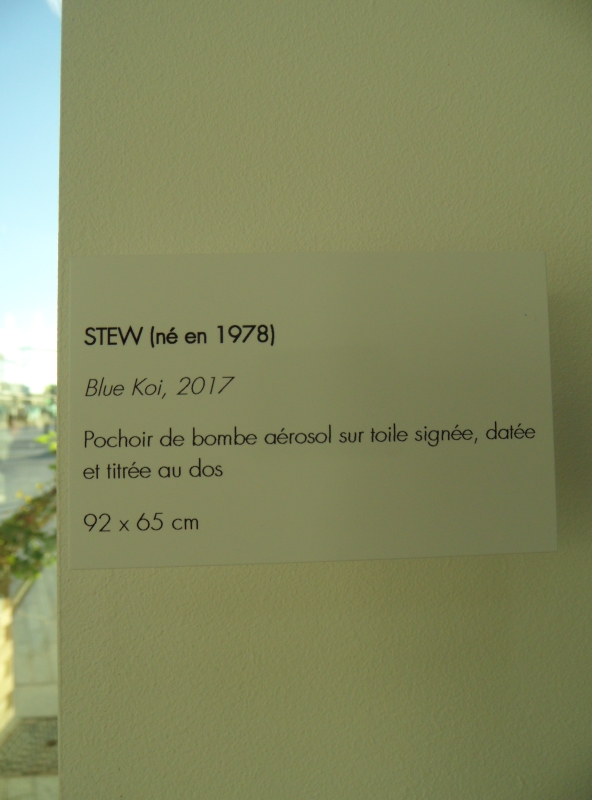 STEW (né en 1978)
Blue Koi, 2017
Pochoir de bombe aérosol sur toile signée, datée
et titrée au dos
92 x 65 cm